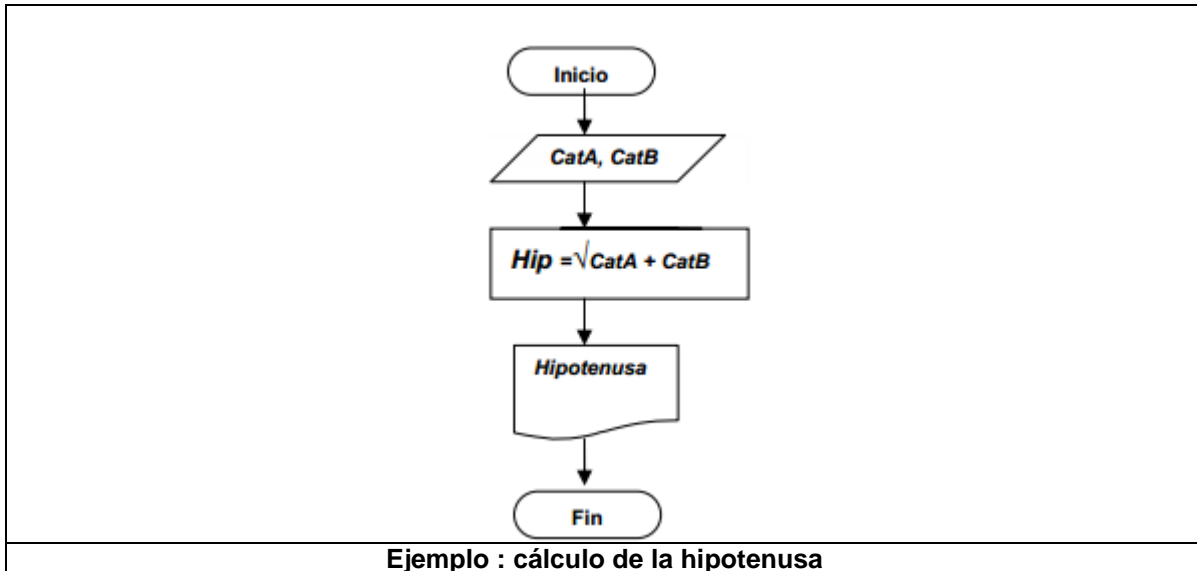 Inicio
CatA, CatB
Hip =√CatA + CatB
Hipotenusa
Fin
Ejemplo : cálculo de la hipotenusa